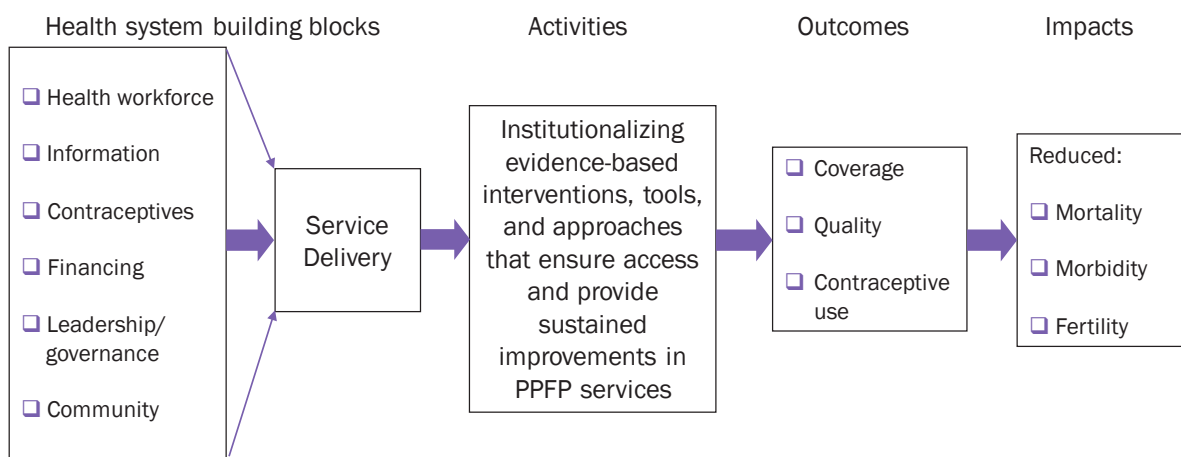 Health system building blocks
Activities
Outcomes
Impacts
Health workforce
Information
Contraceptives
Financing
Leadership/
governance
Community
Service
Delivery
Institutionalizing
evidence-based
interventions, tools,
and approaches
that ensure access
and provide
sustained
improvements in
PPFP services
Coverage
Quality
Contraceptive
use
Reduced:
Mortality
Morbidity
Fertility